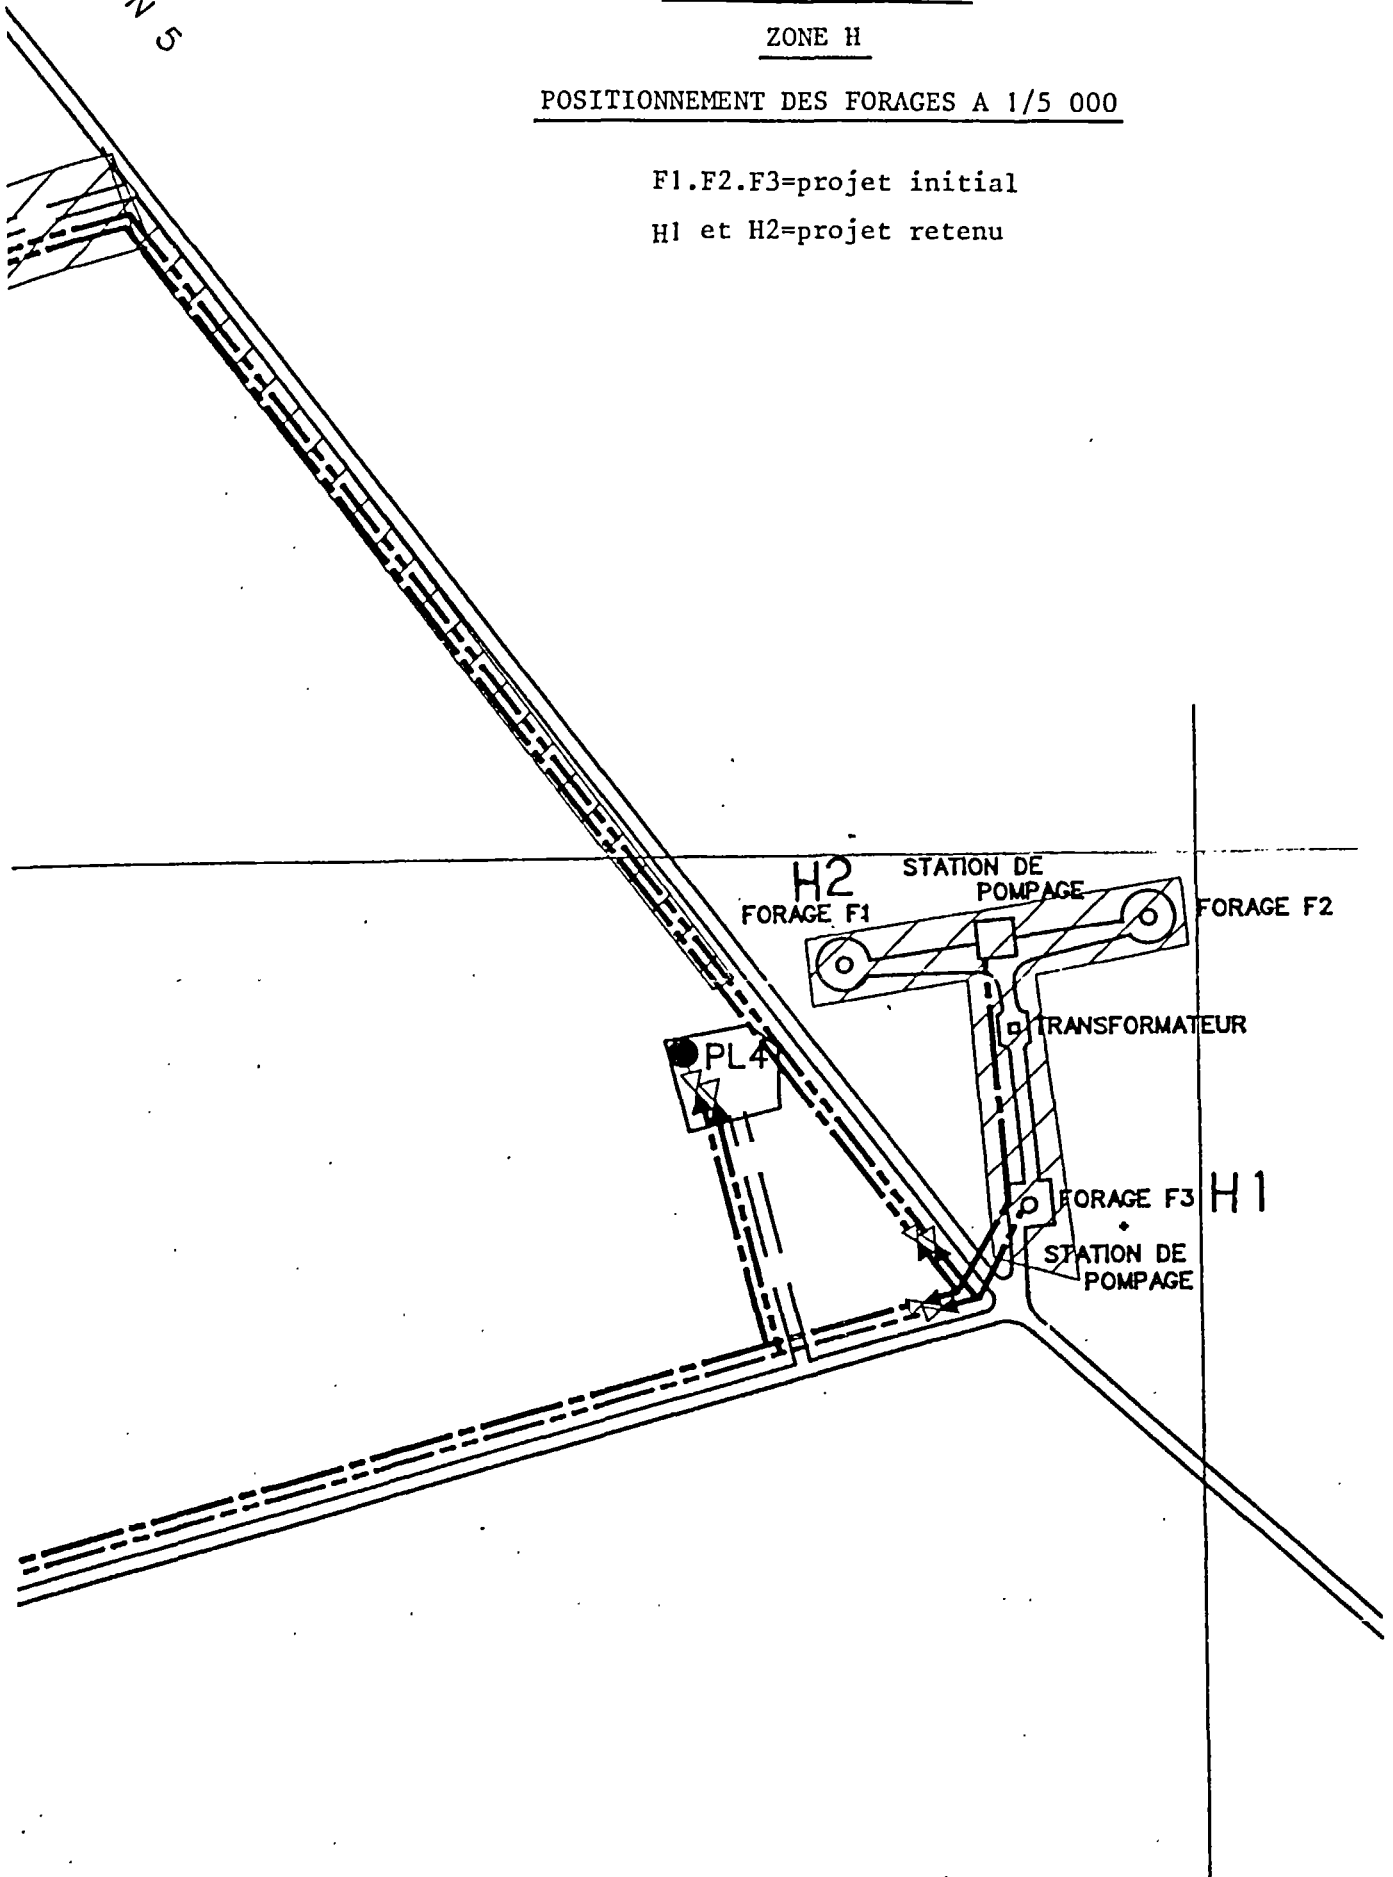 N 5
ZONE H
POSITIONNEMENT DES FORAGES A 1/5 000
F1.F2.F3=projet initial
H1 et H2=projet retenu
H2
STATION DE
POMPAGE
FORAGE F1
FORAGE F2
TRANSFORMATEUR
PL4
FORAGE F3
H1
+
STATION DE
POMPAGE